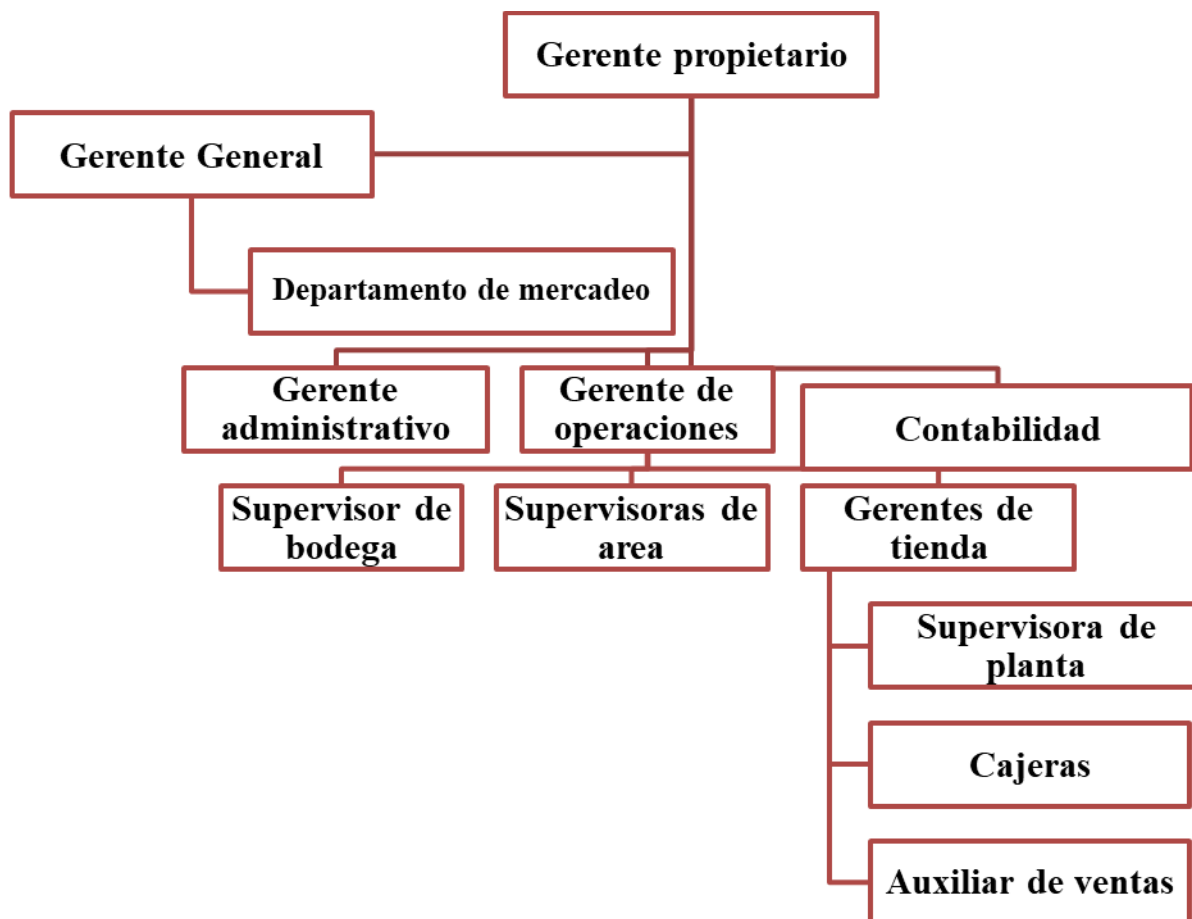 Gerente propietario
Gerente General
Departamento de mercadeo
Gerente
administrativo
Gerente de
operaciones
Contabilidad
Supervisor de
bodega
Supervisoras de
area
Gerentes de
tienda
Supervisora de
planta
Cajeras
Auxiliar de ventas